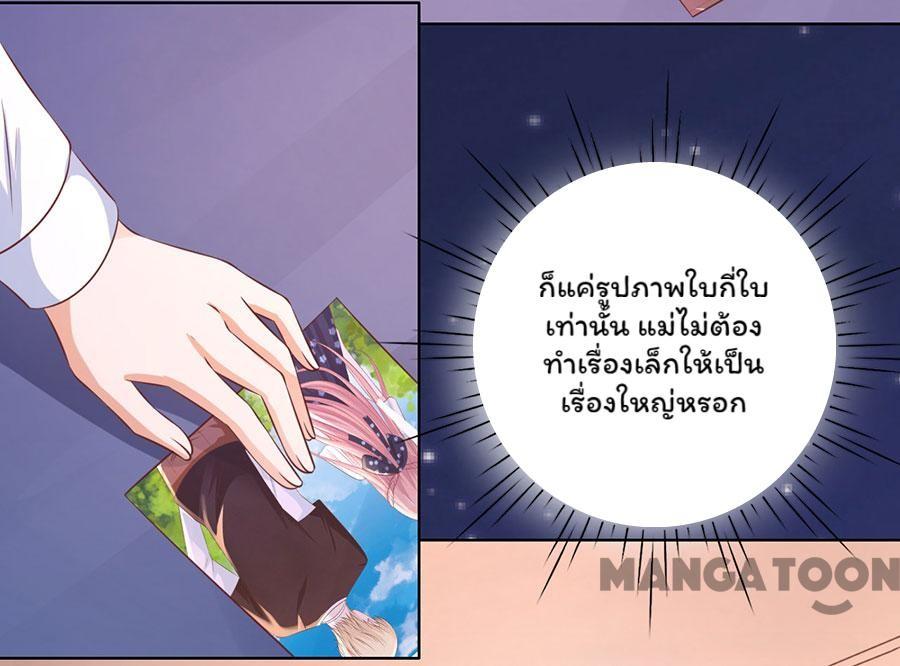 ก็แค่รูปภาพใบกี่ใบ
เท่านั้น แม่ไม่ต้อง
ทำเรื่องเล็กให้เป็น
เรื่องใหญ่หรอก
MANGATOON